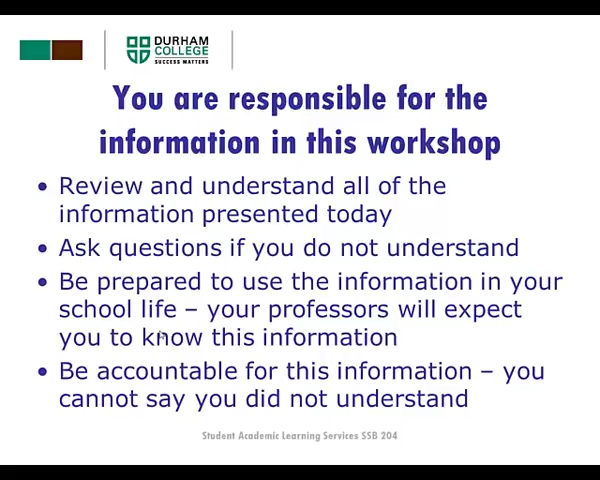 DURHAM
COLLEGE
SUCCESS MATTERS
You are responsible for the
information in this workshop
• Review and understand all of the
information presented today
• Ask questions if you do not understand
• Be prepared to use the information in your
school life – your professors will expect
you to know this information
• Be accountable for this information – you
cannot say you did not understand
Student Academic Learning Services SSB 204